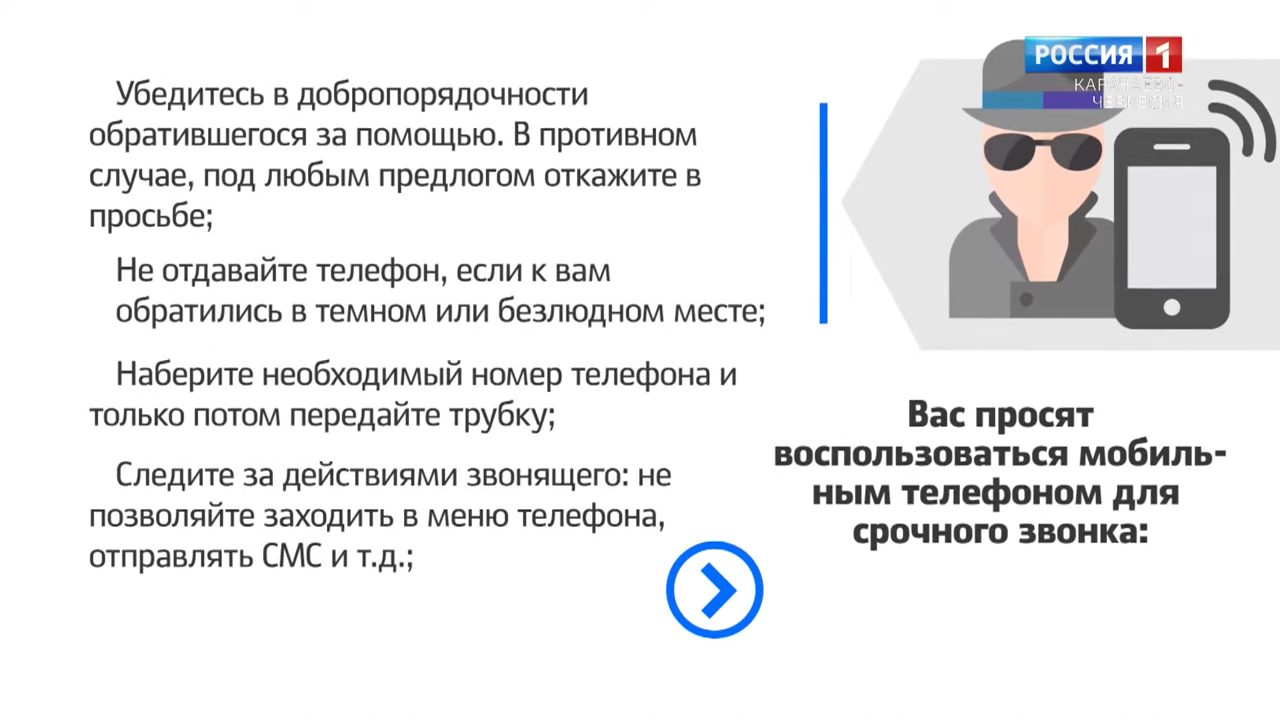 Убедитесь в добропорядочности
обратившегося за помощью. В противном
случае, под любым предлогом откажите в
просьбе;
Не отдавайте телефон, если к вам
обратились в темном или безлюдном месте;
Наберите необходимый номер телефона и
только потом передайте трубку;
Следите за действиями звонящего: не
позволяйте заходить в меню телефона,
отправлять СМС и т.д.;
РОССИЯ 1
КАРАЧАЕВО-
ЧЕРКЕСИЯ
Вас просят
воспользоваться мобиль-
ным телефоном для
срочного звонка: